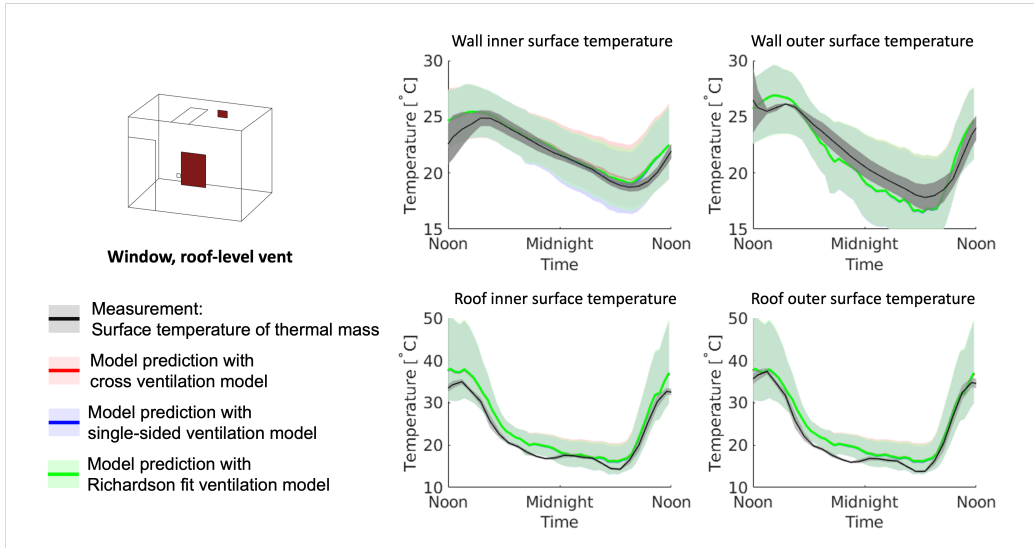 Window, roof-level vent
Measurement:
Surface temperature of thermal mass
Model prediction with
cross ventilation model
Model prediction with
single-sided ventilation model
Model prediction with
Richardson fit ventilation model
Wall inner surface temperature
Temperature [°C]
30
25
20
15
Noon
Midnight
Noon
Time
Wall outer surface temperature
Temperature [°C]
30
25
20
15
Noon
Midnight
Noon
Time
Roof inner surface temperature
Temperature [°C]
50
40
30
20
10
Noon
Midnight
Noon
Time
Roof outer surface temperature
Temperature [°C]
50
40
30
20
10
Noon
Midnight
Noon
Time